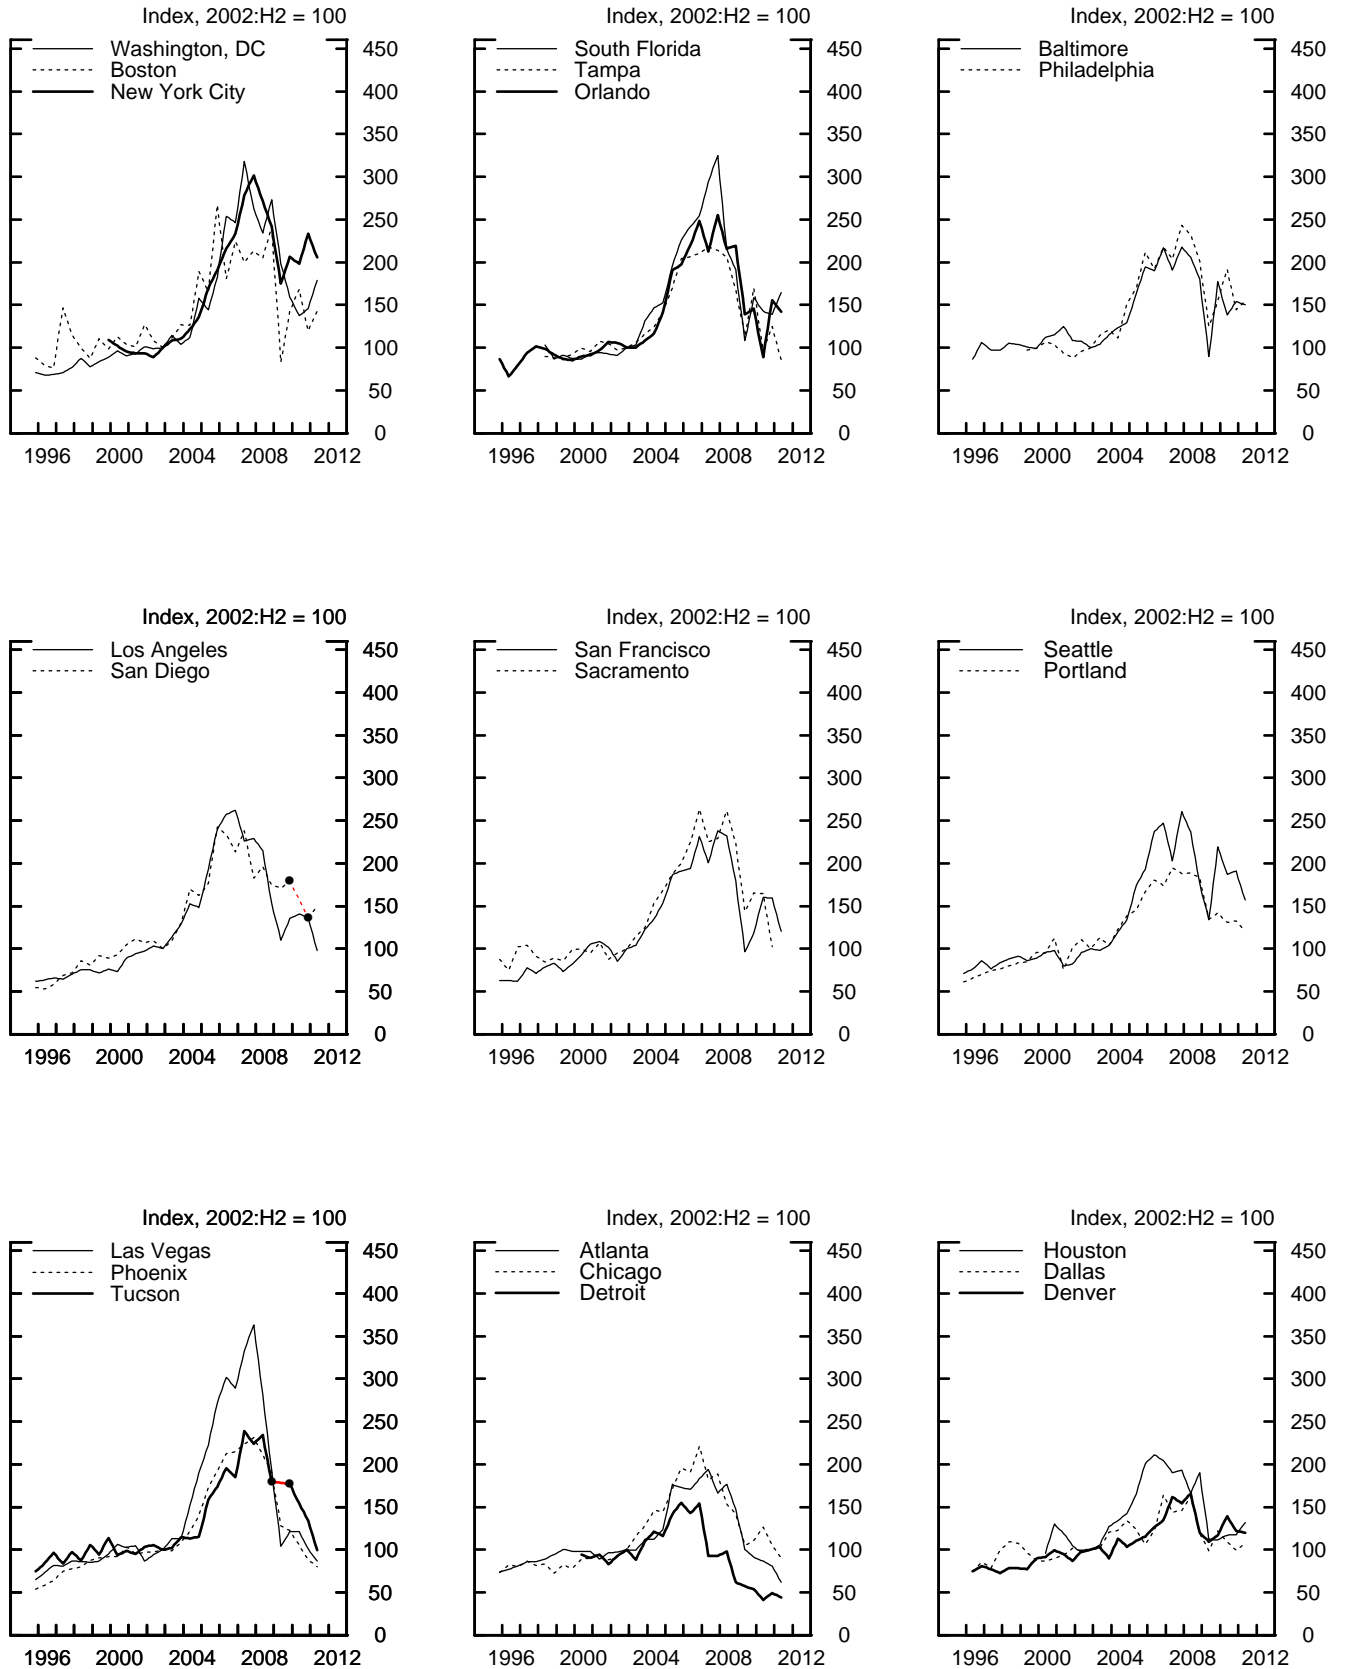 Index, 2002:H2 = 100
Washington, DC
Boston
New York City
450
400
350
300
250
200
150
100
50
0
1996 2000 2004 2008 2012
Index, 2002:H2 = 100
South Florida
Tampa
Orlando
450
400
350
300
250
200
150
100
50
0
1996 2000 2004 2008 2012
Index, 2002:H2 = 100
Baltimore
Philadelphia
450
400
350
300
250
200
150
100
50
0
1996 2000 2004 2008 2012
Index, 2002:H2 = 100
Los Angeles
San Diego
450
400
350
300
250
200
150
100
50
0
1996 2000 2004 2008 2012
Index, 2002:H2 = 100
San Francisco
Sacramento
450
400
350
300
250
200
150
100
50
0
1996 2000 2004 2008 2012
Index, 2002:H2 = 100
Seattle
Portland
450
400
350
300
250
200
150
100
50
0
1996 2000 2004 2008 2012
Index, 2002:H2 = 100
Las Vegas
Phoenix
Tucson
450
400
350
300
250
200
150
100
50
0
1996 2000 2004 2008 2012
Index, 2002:H2 = 100
Atlanta
Chicago
Detroit
450
400
350
300
250
200
150
100
50
0
1996 2000 2004 2008 2012
Index, 2002:H2 = 100
Houston
Dallas
Denver
450
400
350
300
250
200
150
100
50
0
1996 2000 2004 2008 2012